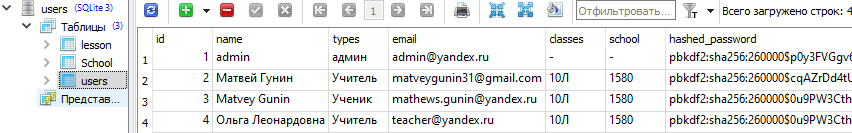 users (SQLite 3)
Таблицы (3)
lesson
School
users
Представ...
1
Отфильтровать...
Всего загружено строк: 4
id name types email classes school hashed_password
1 1 admin админ admin@yandex.ru - - pbkdf2:sha256:260000$p0y3FVGgv6
2 2 Матвей Гунин Учитель matveygunin31@gmail.com 10Л 1580 pbkdf2:sha256:260000$cqAZrDd4tU
3 3 Matvey Gunin Ученик mathews.gunin@yandex.ru 10Л 1580 pbkdf2:sha256:260000$0u9PW3Cth
4 4 Ольга Леонардовна Учитель teacher@yandex.ru 10Л 1580 pbkdf2:sha256:260000$0u9PW3Cth